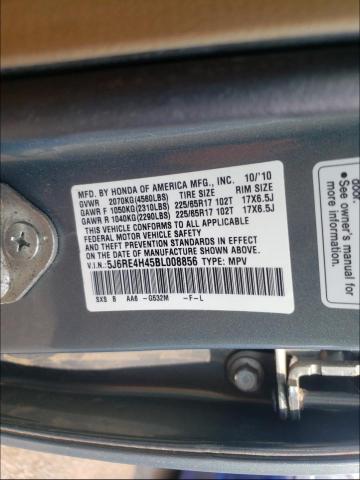 MFD. BY HONDA OF AMERICA MFG., INC. 10/'10
GVWR 2070KG(4560LBS) TIRE SIZE RIM SIZE
GAWR F 1050KG(2310LBS) 225/65R17 102T 17X6.5J
GAWR R 1040KG(2290LBS) 225/65R17 102T 17X6.5J
THIS VEHICLE CONFORMS TO ALL APPLICABLE
FEDERAL MOTOR VEHICLE SAFETY
AND THEFT PREVENTION STANDARDS IN EFFECT
ON THE DATE OF MANUFACTURE SHOWN ABOVE.
V.I.N.: 5J6RE4H45BL008856 TYPE: MPV
SXS B AA6 -G532M -F-L
door.
• See
owner's
manual for
more
information.